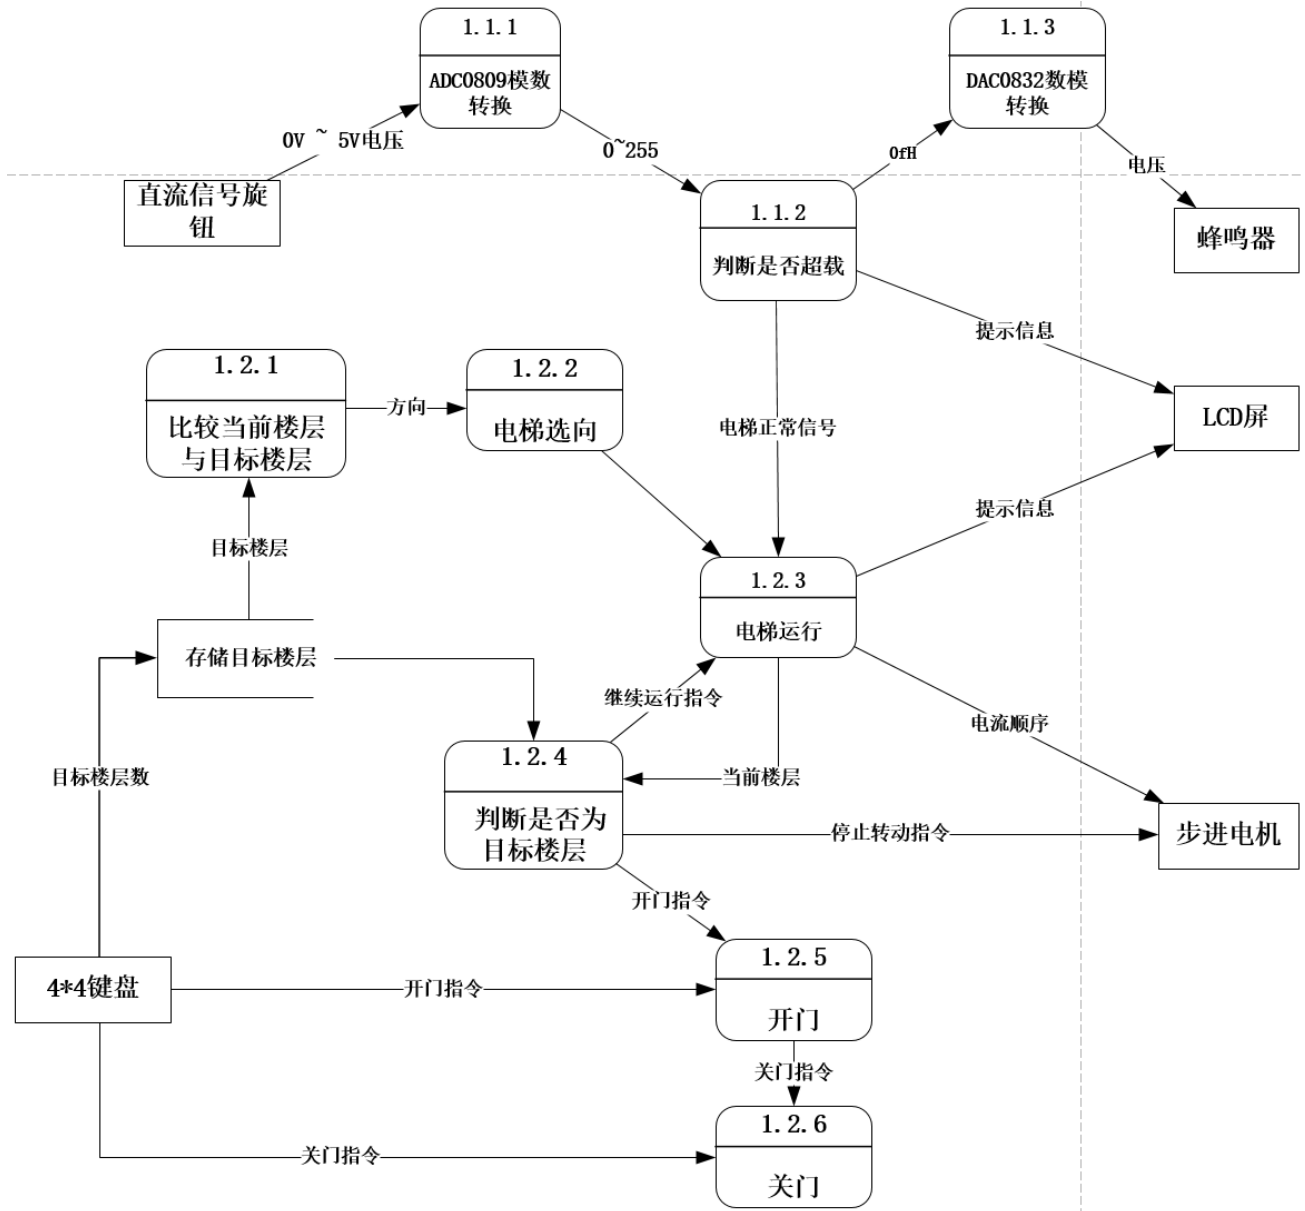 1.1.1
ADC0809模数
转换
1.1.3
DAC0832数模
转换
0V ~ 5V电压
0~255
0fH
电压
直流信号旋
钮
1.1.2
判断是否超载
蜂鸣器
提示信息
1.2.1
比较当前楼层
与目标楼层
方向
1.2.2
电梯选向
电梯正常信号
LCD屏
提示信息
目标楼层
1.2.3
电梯运行
存储目标楼层
继续运行指令
电流顺序
当前楼层
目标楼层数
1.2.4
判断是否为
目标楼层
停止转动指令
步进电机
开门指令
4*4键盘
开门指令
1.2.5
开门
关门指令
关门指令
1.2.6
关门